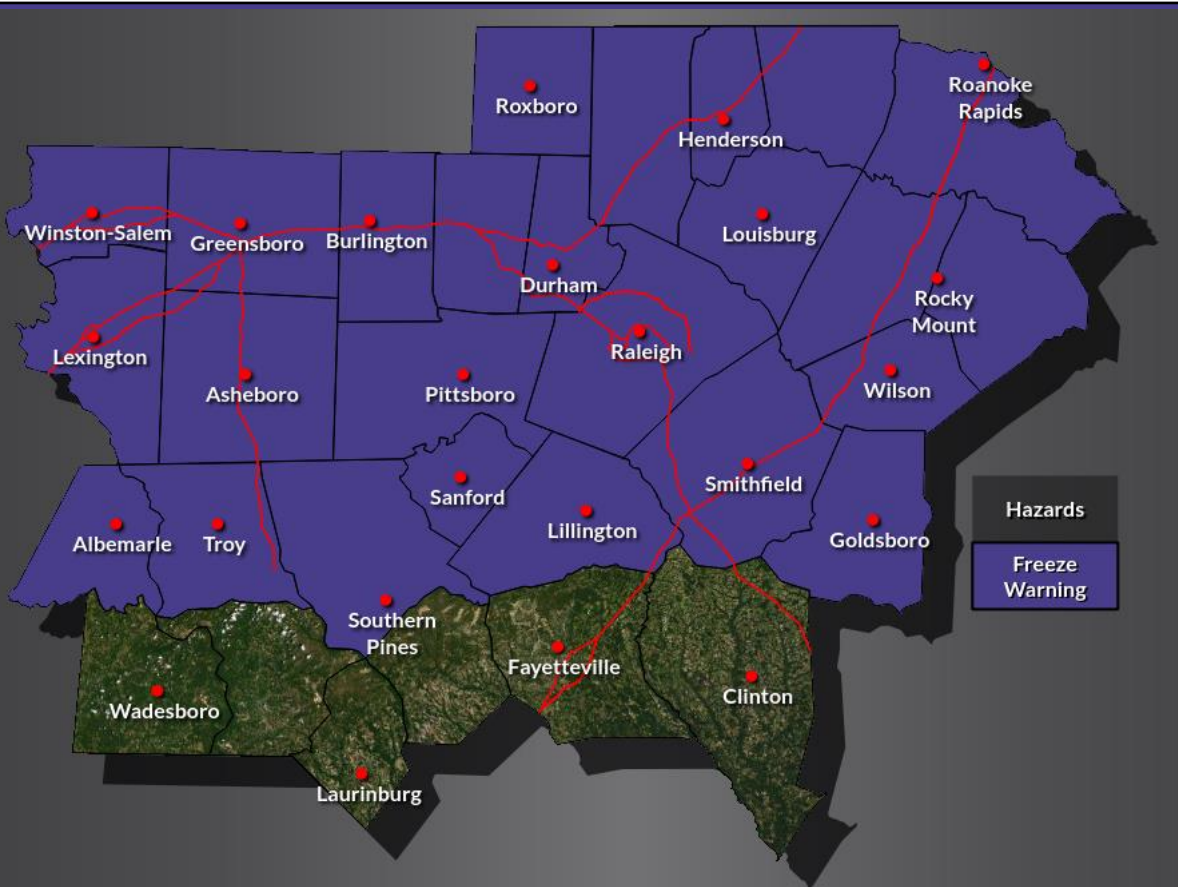 Roxboro
Roanoke
Rapids
Henderson
Winston-Salem
Greensboro
Burlington
Louisburg
Durham
Rocky
Mount
Lexington
Raleigh
Asheboro
Pittsboro
Wilson
Sanford
Smithfield
Albemarle
Troy
Lillington
Goldsboro
Hazards
Freeze
Warning
Southern
Pines
Fayetteville
Wadesboro
Clinton
Laurinburg